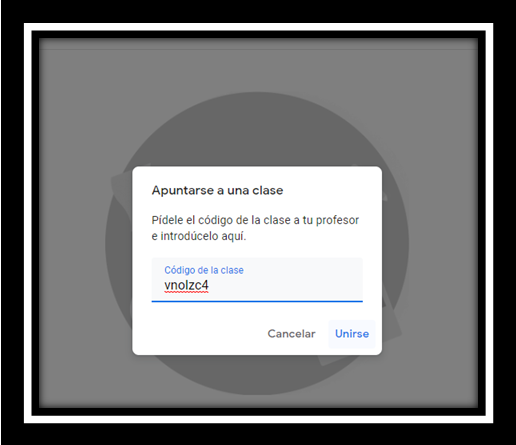 Apuntarse a una clase
Pídele el código de la clase a tu profesor
e introdúcelo aquí.
Código de la clase
vnolzc4
Cancelar Unirse